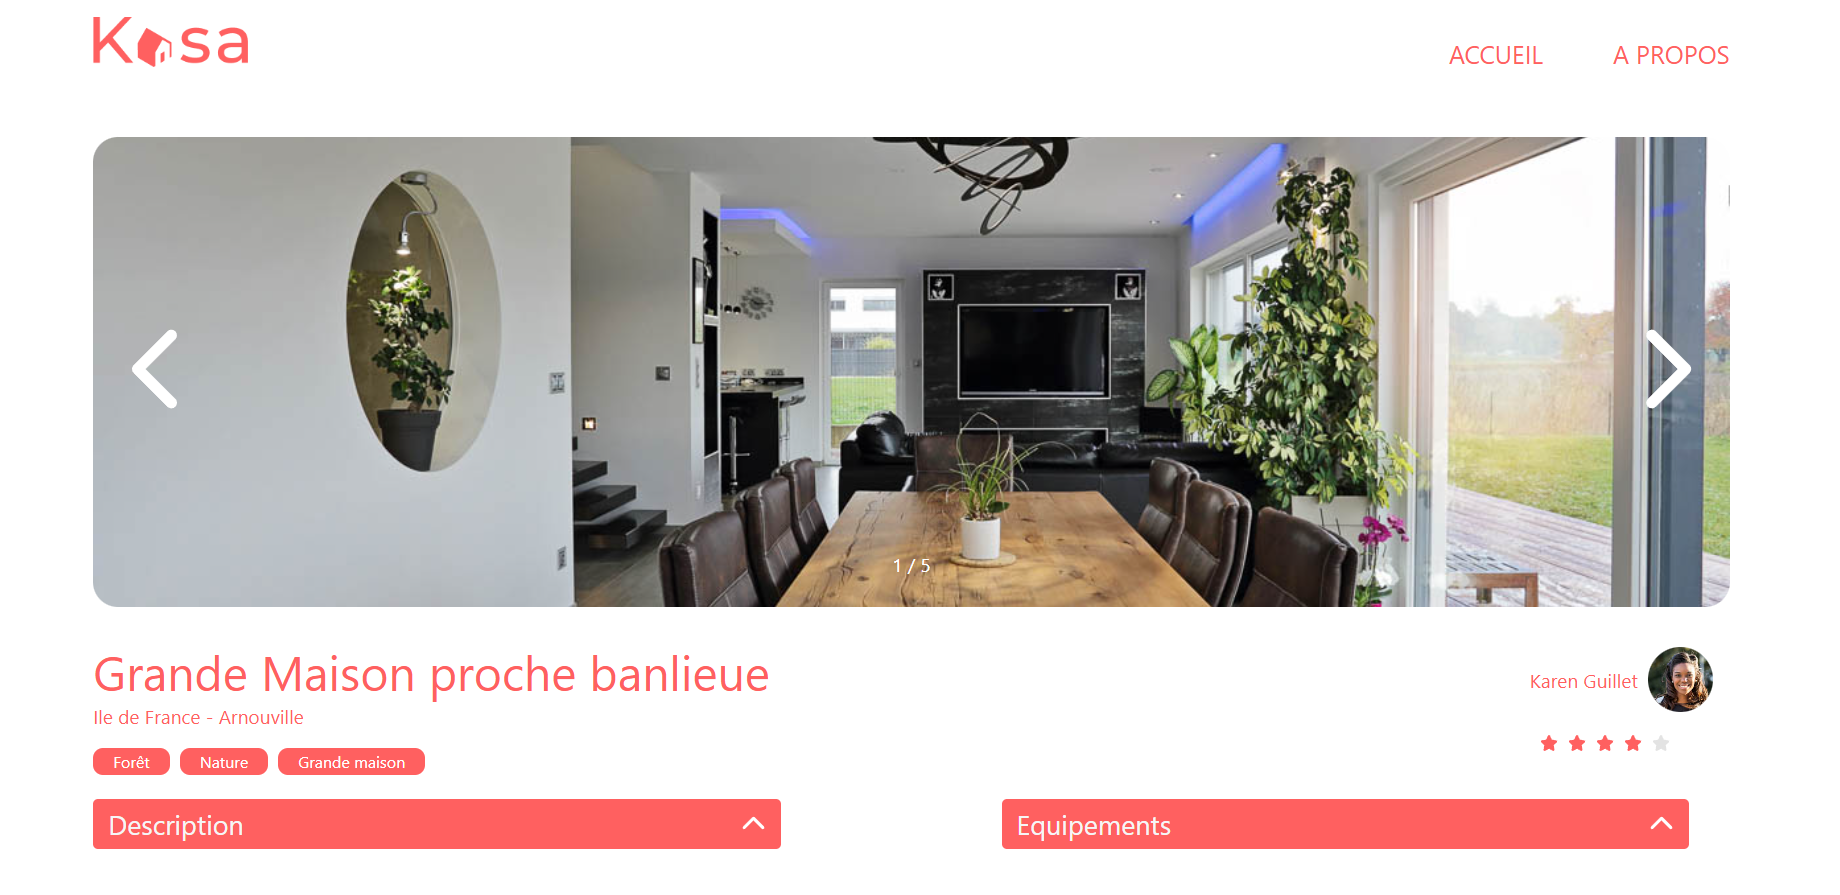 Kasa
ACCUEIL
A PROPOS
1 / 5
Grande Maison proche banlieue
Ile de France - Arnouville
Karen Guillet
Forêt
Nature
Grande maison
Description
Equipements